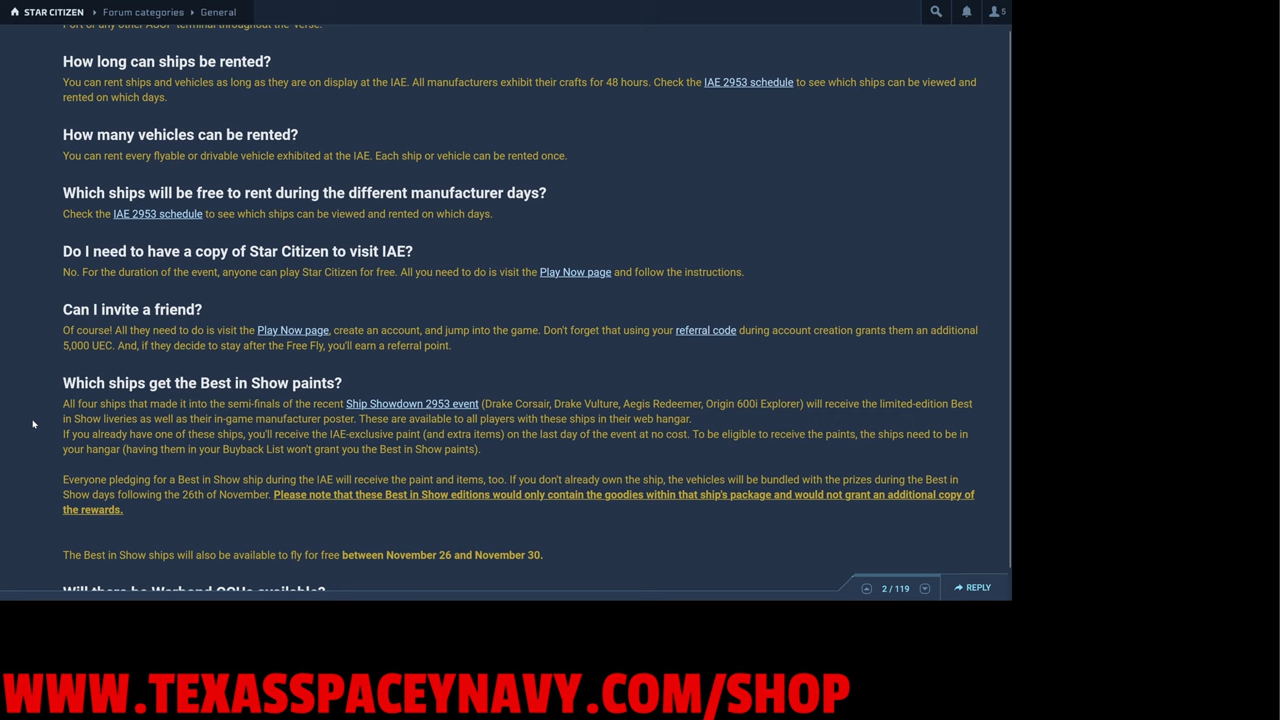 STAR CITIZEN Forum categories General 5
Port or any other ASOP terminal throughout the 'verse.
How long can ships be rented?
You can rent ships and vehicles as long as they are on display at the IAE. All manufacturers exhibit their crafts for 48 hours. Check the IAE 2953 schedule to see which ships can be viewed and
rented on which days.
How many vehicles can be rented?
You can rent every flyable or drivable vehicle exhibited at the IAE. Each ship or vehicle can be rented once.
Which ships will be free to rent during the different manufacturer days?
Check the IAE 2953 schedule to see which ships can be viewed and rented on which days.
Do I need to have a copy of Star Citizen to visit IAE?
No. For the duration of the event, anyone can play Star Citizen for free. All you need to do is visit the Play Now page and follow the instructions.
Can I invite a friend?
Of course! All they need to do is visit the Play Now page, create an account, and jump into the game. Don't forget that using your referral code during account creation grants them an additional
5,000 UEC. And, if they decide to stay after the Free Fly, you'll earn a referral point.
Which ships get the Best in Show paints?
All four ships that made it into the semi-finals of the recent Ship Showdown 2953 event (Drake Corsair, Drake Vulture, Aegis Redeemer, Origin 600i Explorer) will receive the limited-edition Best
in Show liveries as well as their in-game manufacturer poster. These are available to all players with these ships in their web hangar.
If you already have one of these ships, you'll receive the IAE-exclusive paint (and extra items) on the last day of the event at no cost. To be eligible to receive the paints, the ships need to be in
your hangar (having them in your Buyback List won't grant you the Best in Show paints).
Everyone pledging for a Best in Show ship during the IAE will receive the paint and items, too. If you don't already own the ship, the vehicles will be bundled with the prizes during the Best in
Show days following the 26th of November. Please note that these Best in Show editions would only contain the goodies within that ship's package and would not grant an additional copy of
the rewards.
The Best in Show ships will also be available to fly for free between November 26 and November 30.
Will there be Warbond CCUs available?
2 / 119 REPLY
WWW.TEXASSPACEYNAVY.COM/SHOP